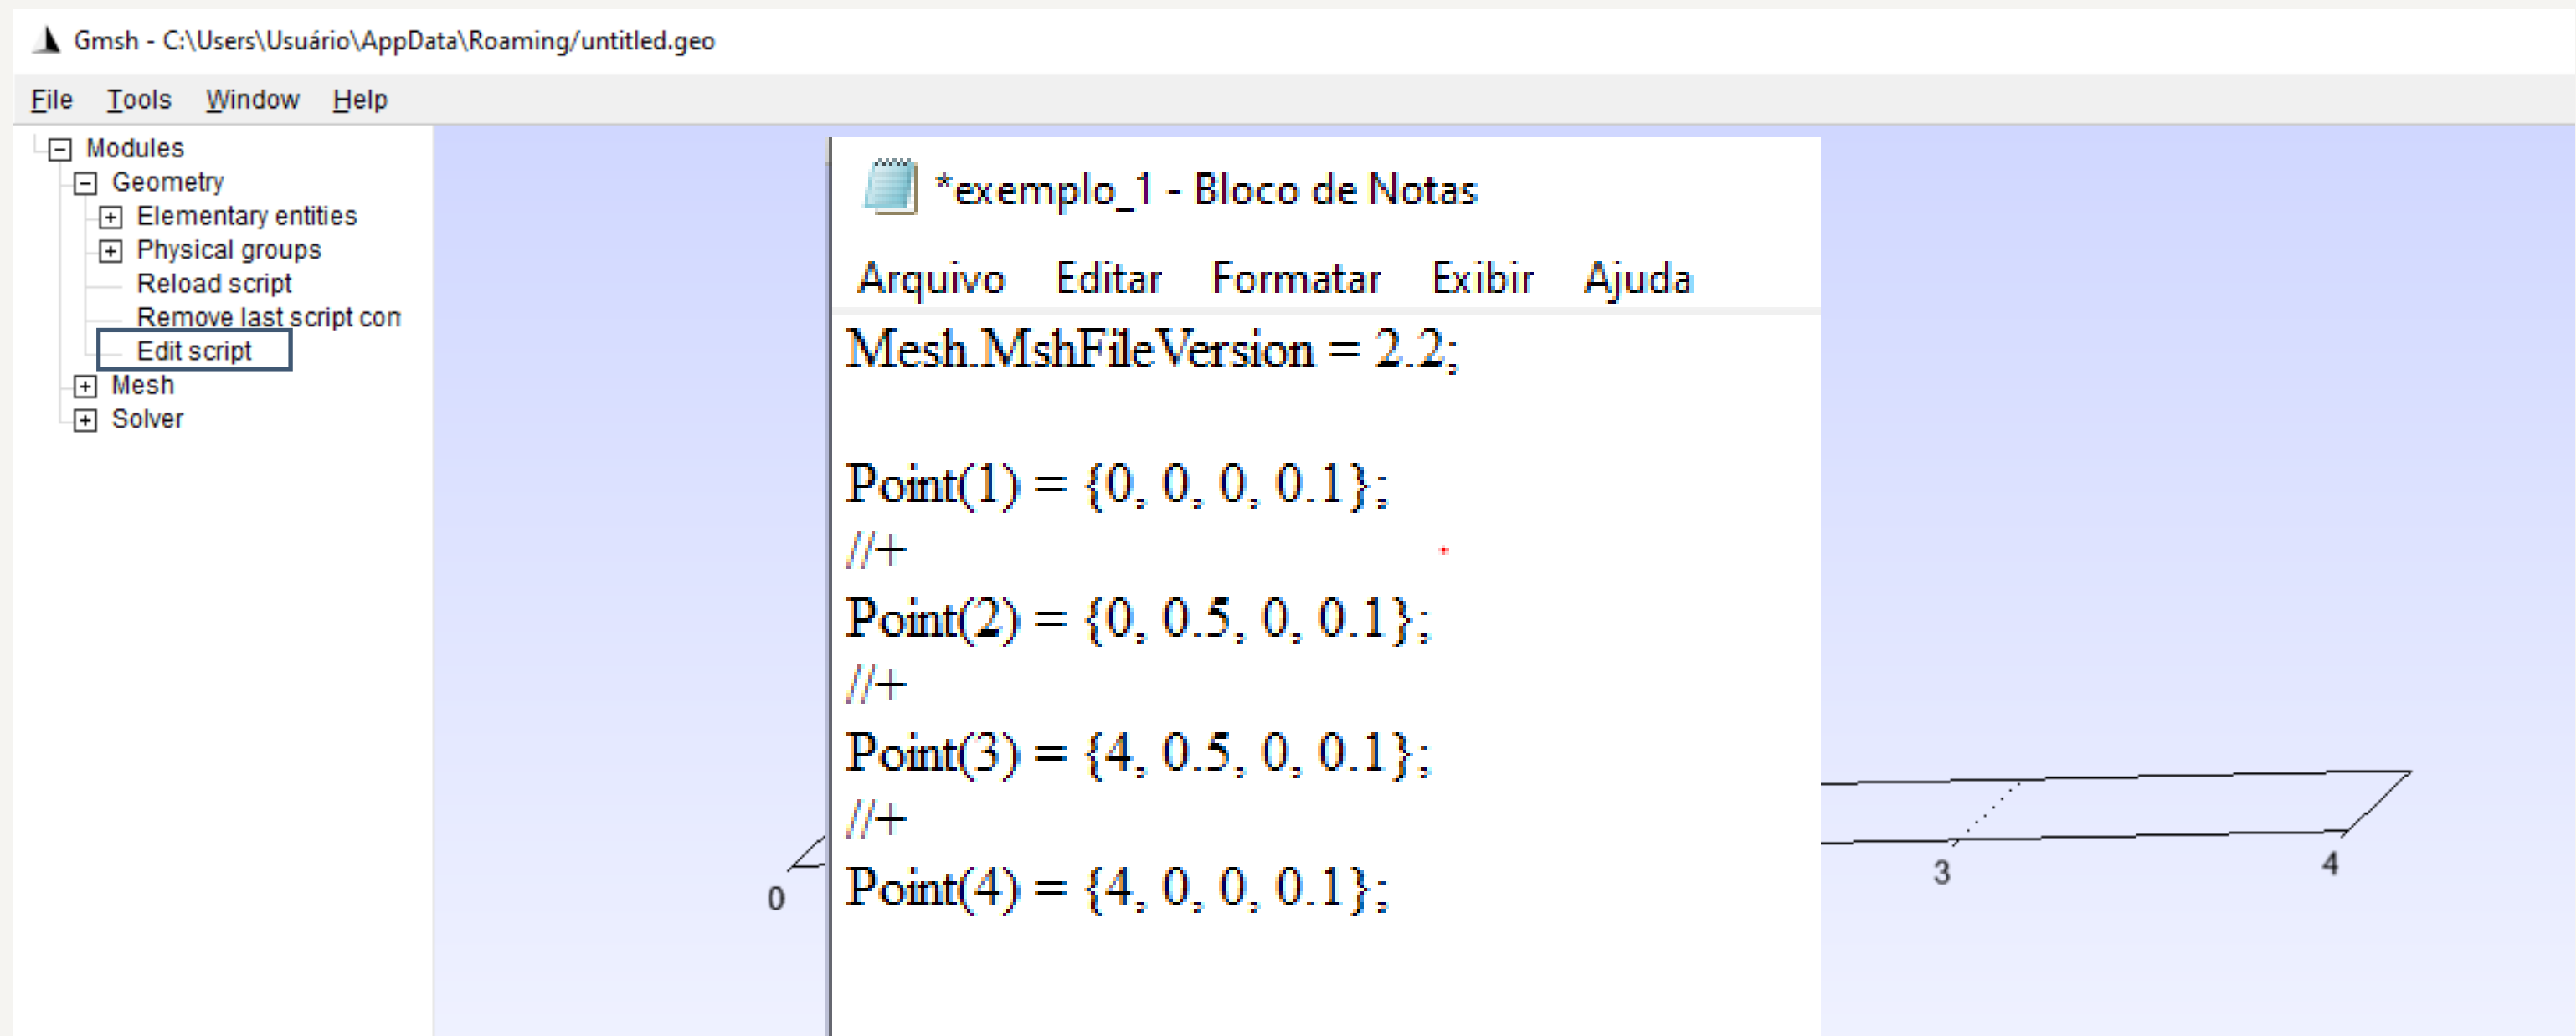 Gmsh - C:\Users\Usuário\AppData\Roaming/untitled.geo
File Tools Window Help
Modules
Geometry
Elementary entities
Physical groups
Reload script
Remove last script com
Edit script
Mesh
Solver
*exemplo_1 - Bloco de Notas
Arquivo Editar Formatar Exibir Ajuda
Mesh.MshFileVersion = 2.2;
Point(1) = {0, 0, 0, 0.1};
//+
Point(2) = {0, 0.5, 0, 0.1};
//+
Point(3) = {4, 0.5, 0, 0.1};
//+
Point(4) = {4, 0, 0, 0.1};
0
3
4